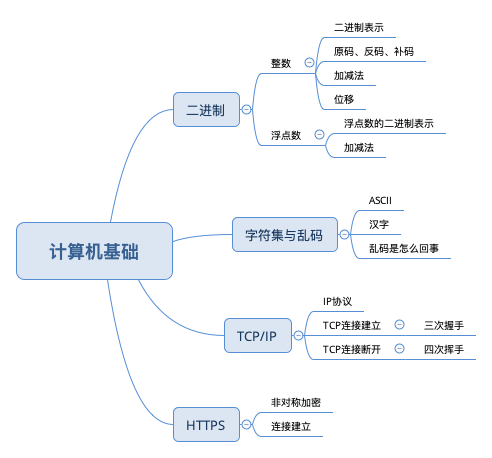 计算机基础
二进制
整数
二进制表示
原码、反码、补码
加减法
位移
浮点数
浮点数的二进制表示
加减法
字符集与乱码
ASCII
汉字
乱码是怎么回事
TCP/IP
IP协议
TCP连接建立
三次握手
TCP连接断开
四次挥手
HTTPS
非对称加密
连接建立